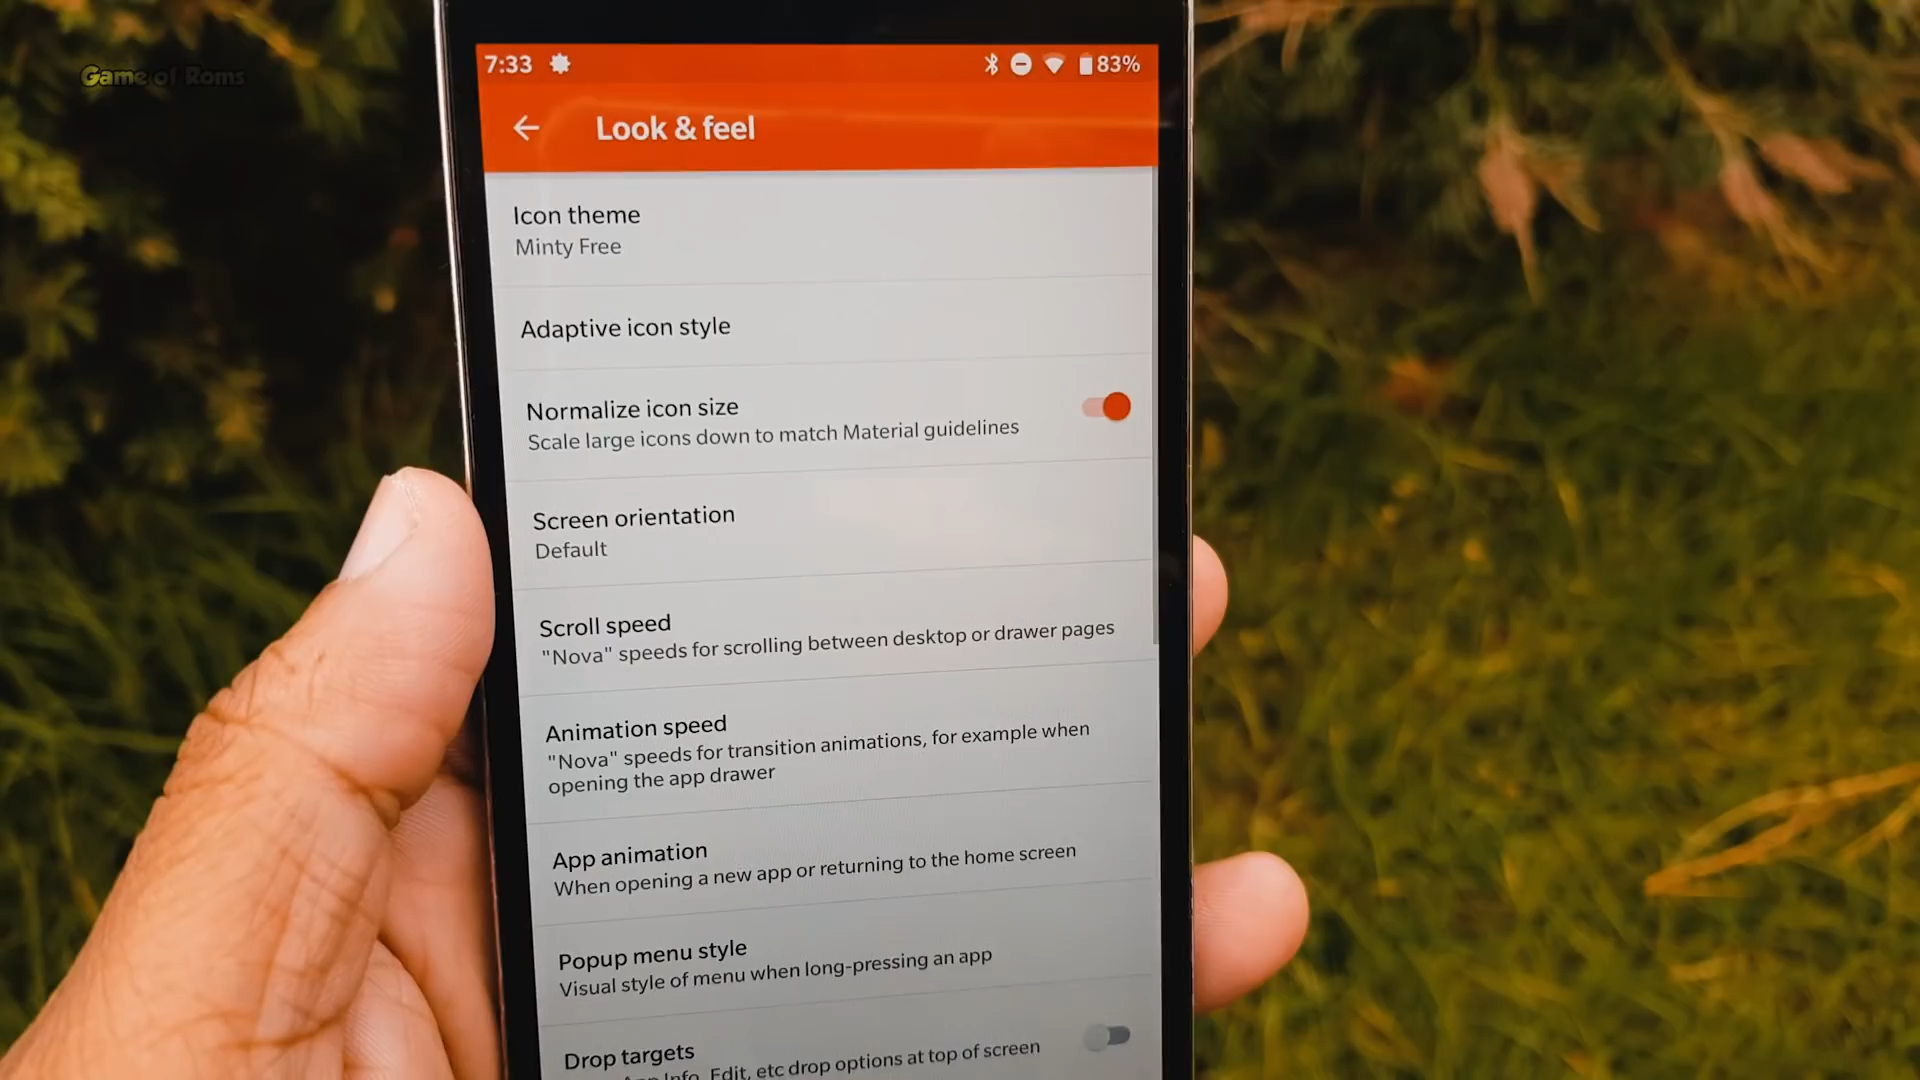 Game of Roms
7:33 83%
Look & feel
Icon theme
Minty Free
Adaptive icon style
Normalize icon size
Scale large icons down to match Material guidelines
Screen orientation
Default
Scroll speed
"Nova" speeds for scrolling between desktop or drawer pages
Animation speed
"Nova" speeds for transition animations, for example when
opening the app drawer
App animation
When opening a new app or returning to the home screen
Popup menu style
Visual style of menu when long-pressing an app
Drop targets
Info, Edit, etc drop options at top of screen